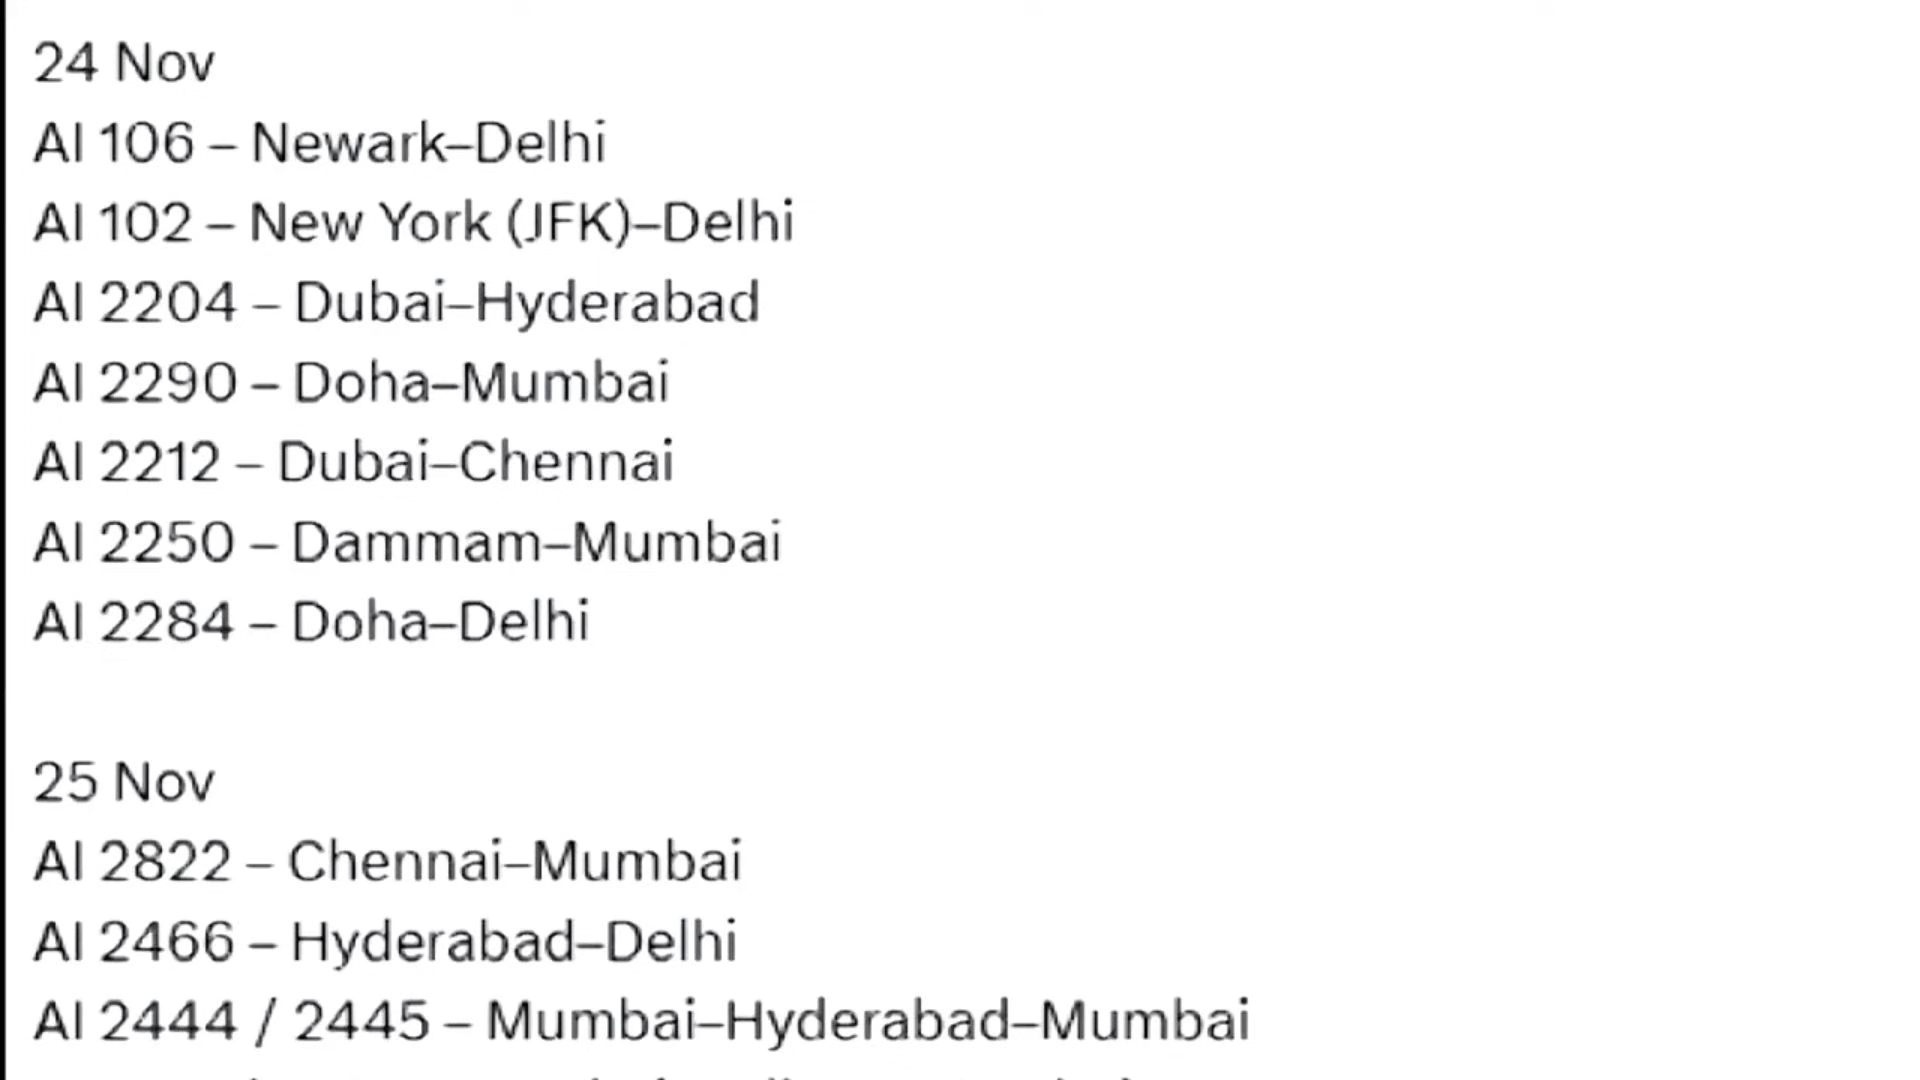 24 Nov
AI 106 – Newark–Delhi
AI 102 – New York (JFK)–Delhi
AI 2204 – Dubai–Hyderabad
AI 2290 – Doha–Mumbai
AI 2212 – Dubai–Chennai
AI 2250 – Dammam–Mumbai
AI 2284 – Doha–Delhi
25 Nov
AI 2822 – Chennai–Mumbai
AI 2466 – Hyderabad–Delhi
AI 2444 / 2445 – Mumbai–Hyderabad–Mumbai